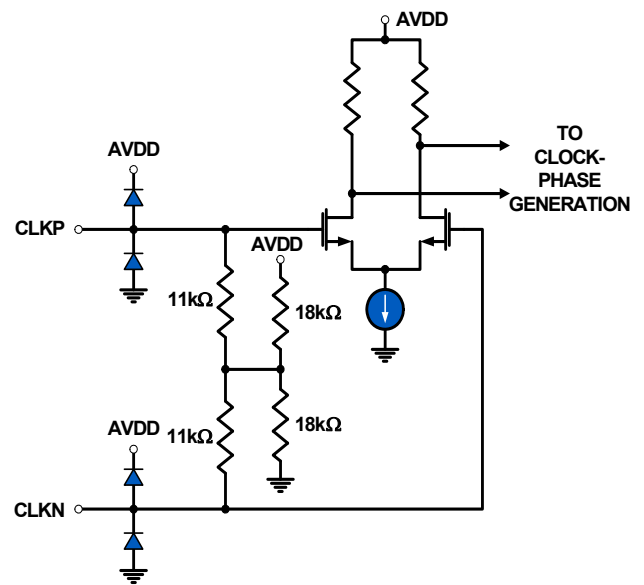 AVDD
TO
CLOCK-
PHASE
GENERATION
AVDD
CLKP
AVDD
11kΩ
18kΩ
11kΩ
18kΩ
AVDD
CLKN